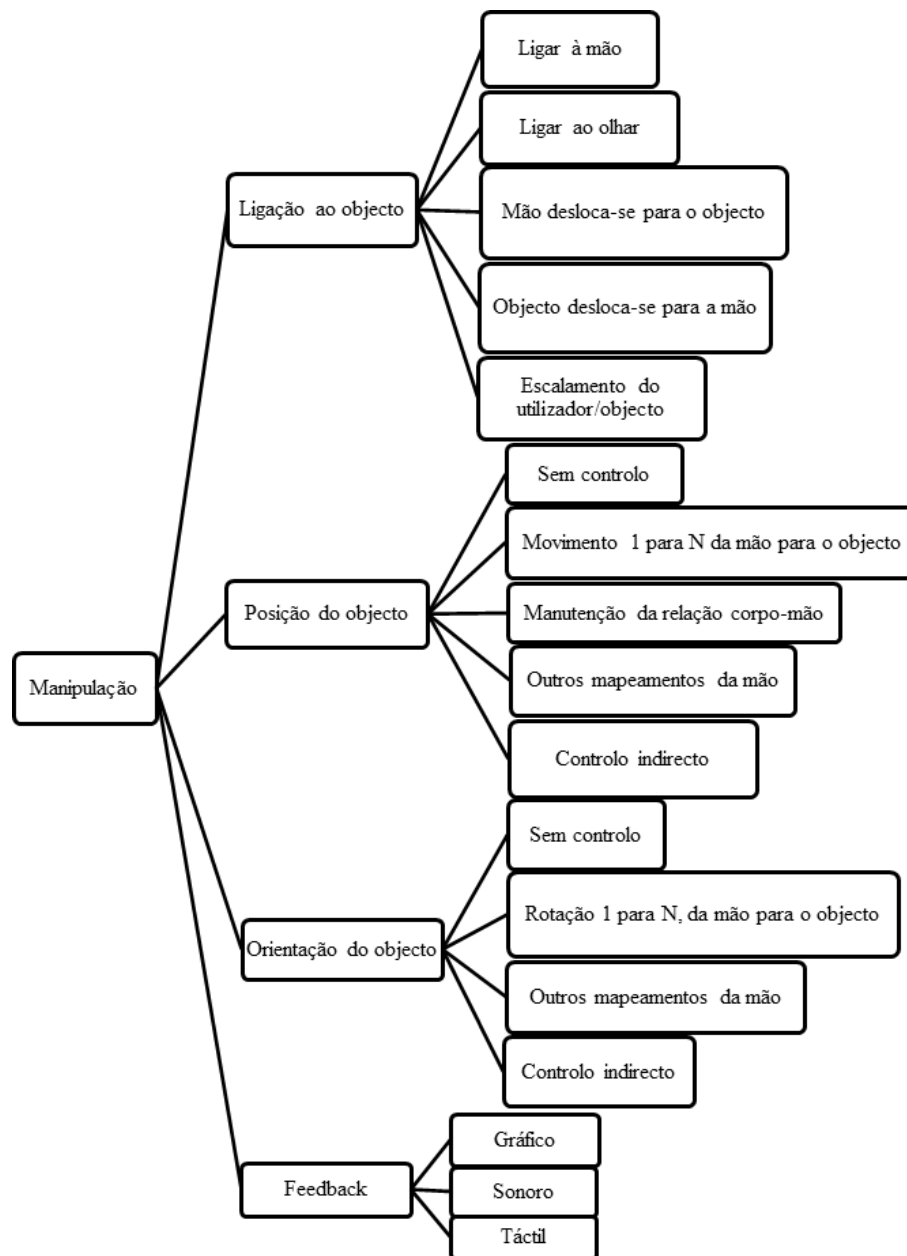 Manipulação
Ligação ao objecto
Ligar à mão
Ligar ao olhar
Mão desloca-se para o objecto
Objecto desloca-se para a mão
Escalamento do
utilizador/objecto
Posição do objecto
Sem controlo
Movimento 1 para N da mão para o objecto
Manutenção da relação corpo-mão
Outros mapeamentos da mão
Controlo indirecto
Orientação do objecto
Sem controlo
Rotação 1 para N, da mão para o objecto
Outros mapeamentos da mão
Controlo indirecto
Feedback
Gráfico
Sonoro
Táctil